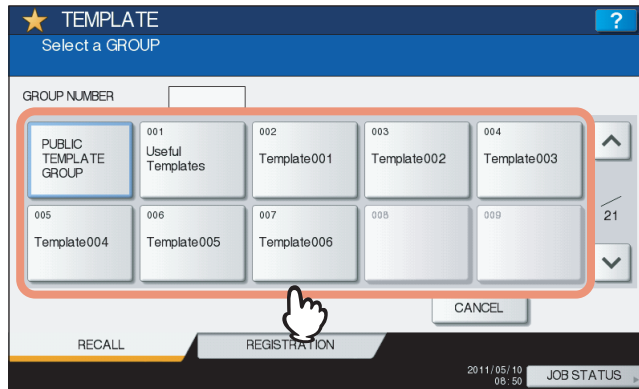 TEMPLATE
?
Select a GROUP
GROUP NUMBER
PUBLIC
TEMPLATE
GROUP
001
Useful
Templates
002
Template001
003
Template002
004
Template003
005
Template004
006
Template005
007
Template006
008
009
21
CANCEL
RECALL
REGISTRATION
2011/05/10
08:50
JOB STATUS